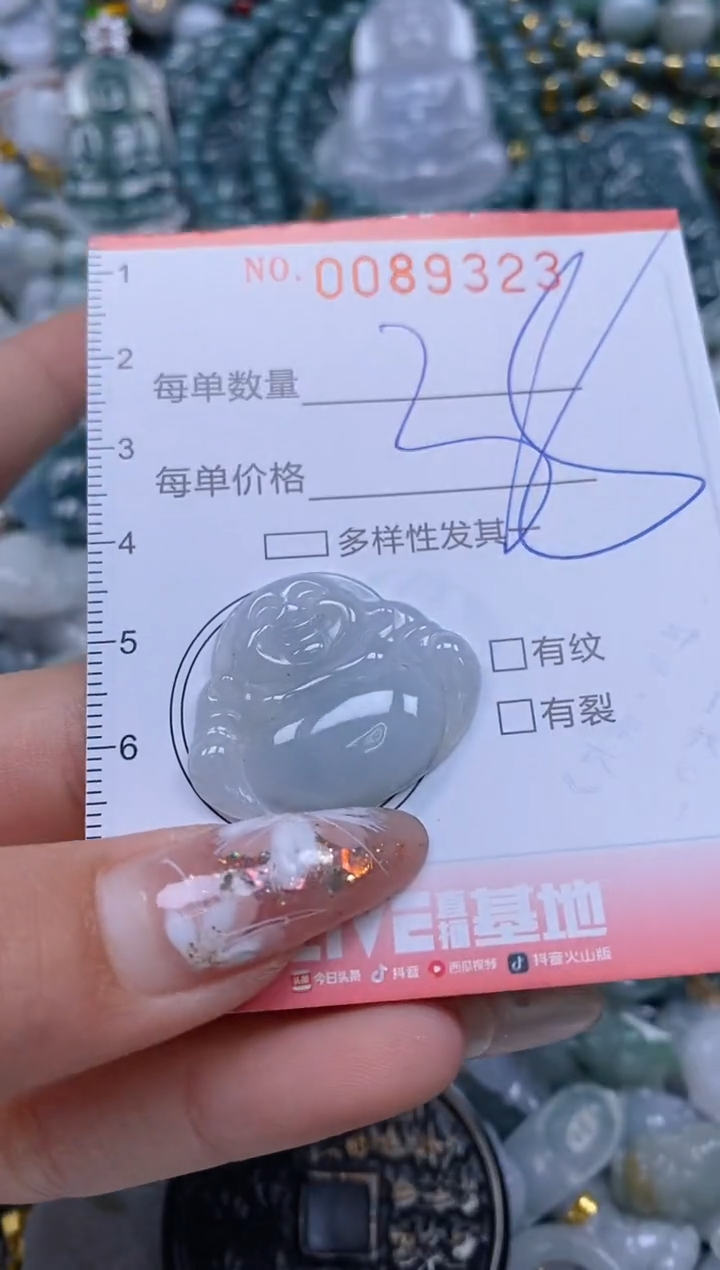 NO. 0089323
1
2
每单数量
3
每单价格
4
多样性发其一
5
有纹
有裂
6
LIVE直播基地
今日头条 抖音 西瓜视频 抖音火山版